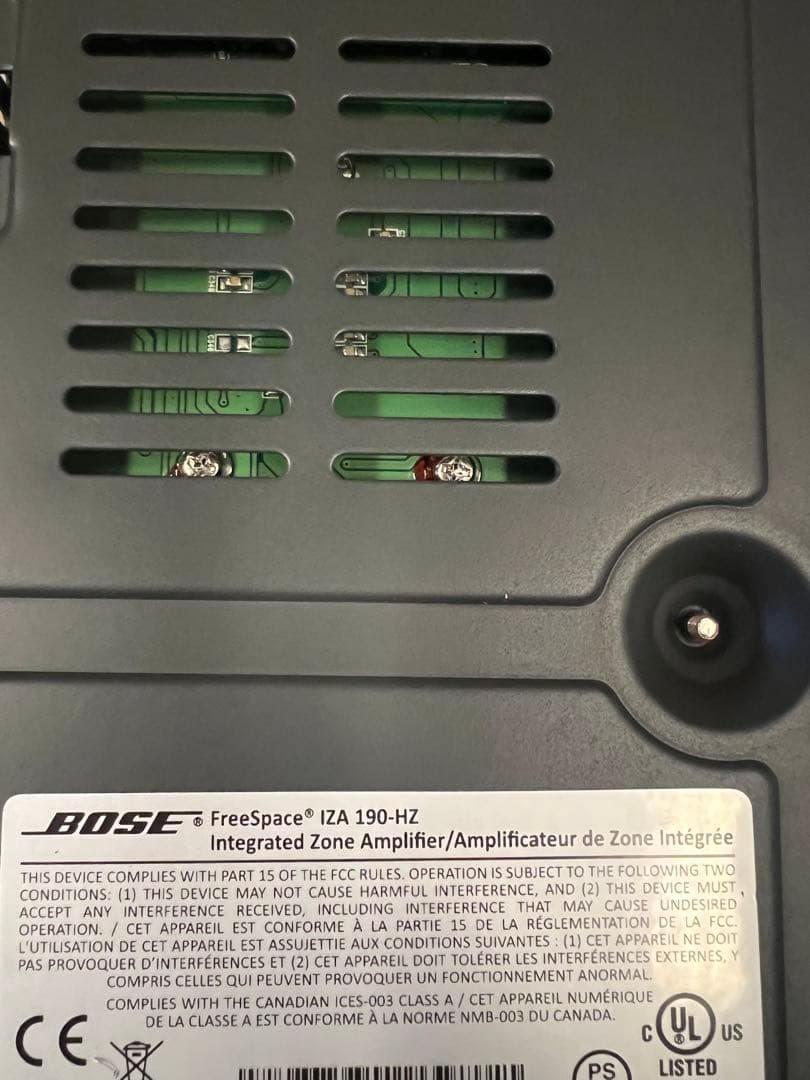 BOSE® FreeSpace® IZA 190-HZ
Integrated Zone Amplifier/Amplificateur de Zone Intégrée
THIS DEVICE COMPLIES WITH PART 15 OF THE FCC RULES. OPERATION IS SUBJECT TO THE FOLLOWING TWO
CONDITIONS: (1) THIS DEVICE MAY NOT CAUSE HARMFUL INTERFERENCE, AND (2) THIS DEVICE MUST
ACCEPT ANY INTERFERENCE RECEIVED, INCLUDING INTERFERENCE THAT MAY CAUSE UNDESIRED
OPERATION. / CET APPAREIL EST CONFORME À LA PARTIE 15 DE LA RÉGLEMENTATION DE LA FCC.
L'UTILISATION DE CET APPAREIL EST ASSUJETTIE AUX CONDITIONS SUIVANTES : (1) CET APPAREIL NE DOIT
PAS PROVOQUER D'INTERFÉRENCES ET (2) CET APPAREIL DOIT TOLÉRER LES INTERFÉRENCES EXTERNES, Y
COMPRIS CELLES QUI PEUVENT PROVOQUER UN FONCTIONNEMENT ANORMAL.
COMPLIES WITH THE CANADIAN ICES-003 CLASS A / CET APPAREIL NUMÉRIQUE
DE LA CLASSE A EST CONFORME À LA NORME NMB-003 DU CANADA.
CE
C UL® US
LISTED
PS